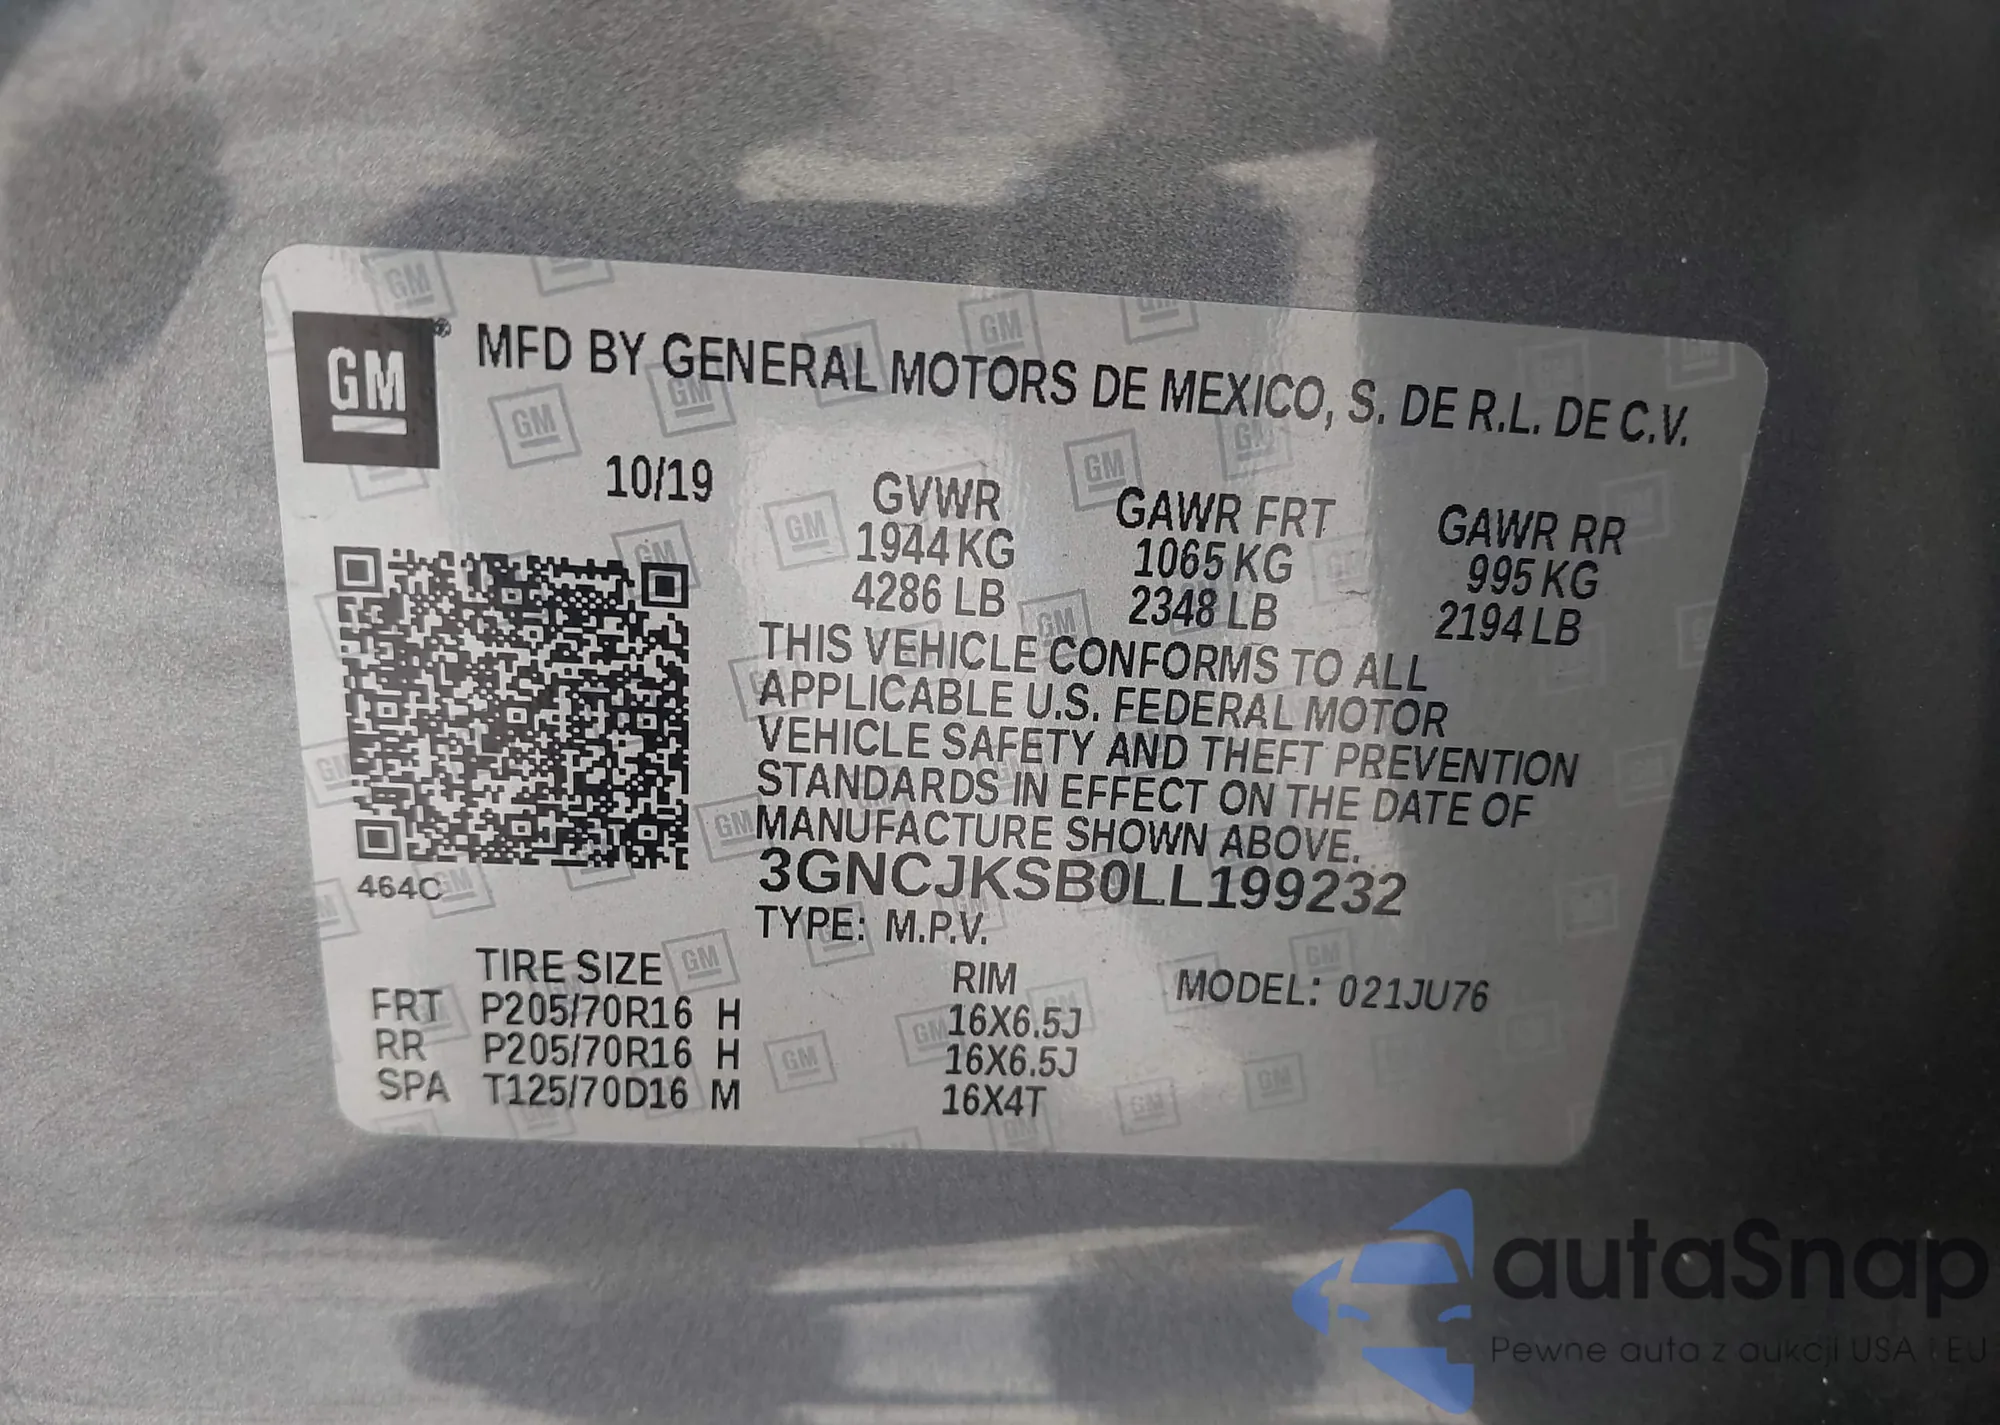 GM® MFD BY GENERAL MOTORS DE MEXICO, S. DE R.L. DE C.V.
10/19
GVWR GAWR FRT GAWR RR
1944 KG 1065 KG 995 KG
4286 LB 2348 LB 2194 LB
THIS VEHICLE CONFORMS TO ALL
APPLICABLE U.S. FEDERAL MOTOR
VEHICLE SAFETY AND THEFT PREVENTION
STANDARDS IN EFFECT ON THE DATE OF
MANUFACTURE SHOWN ABOVE.
464C 3GNCJKSB0LL199232
TYPE: M.P.V.
TIRE SIZE RIM MODEL: 021JU76
FRT P205/70R16 H 16X6.5J
RR P205/70R16 H 16X6.5J
SPA T125/70D16 M 16X4T
autaSnap
Pewne auta z aukcji USA i EU